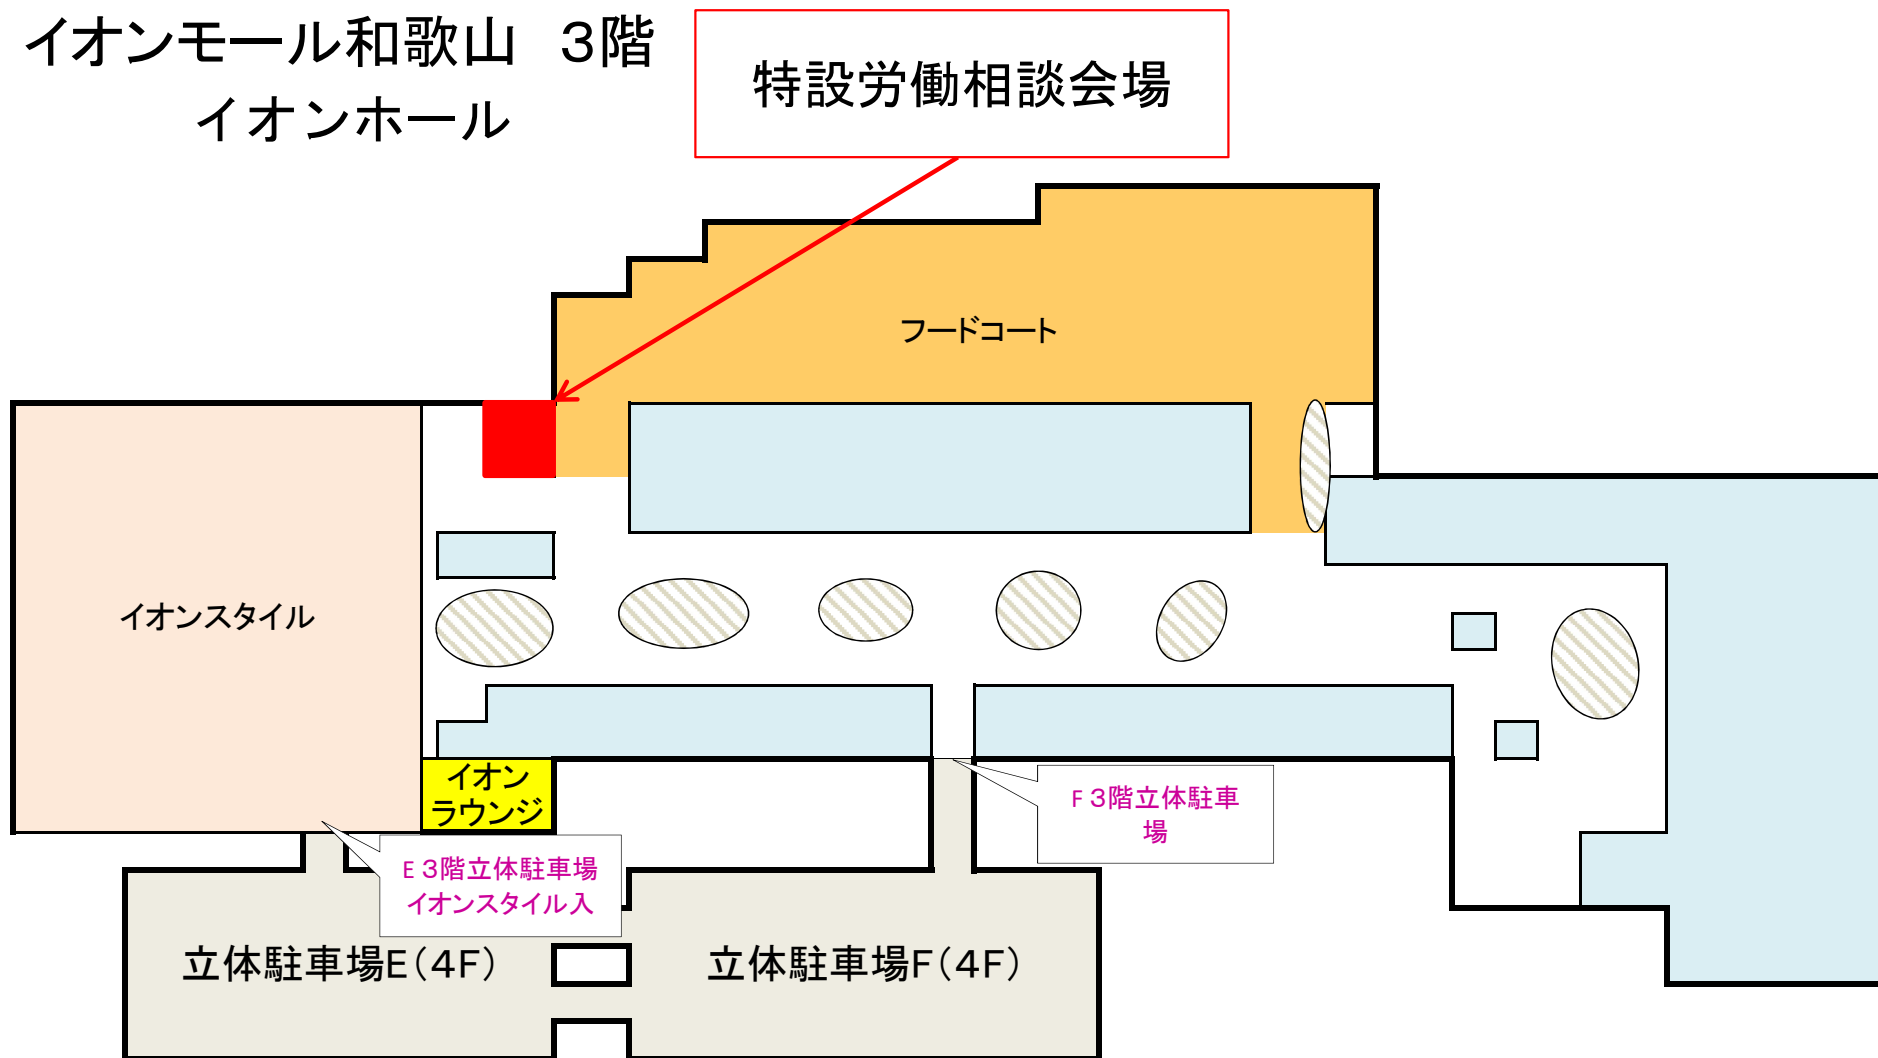 イオンモール和歌山　３階
イオンホール
特設労働相談会場
フードコート
イオンスタイル
イオン
ラウンジ
Ｆ３階立体駐車
場
Ｅ３階立体駐車場
イオンスタイル入
立体駐車場E（4F）
立体駐車場F（4F）